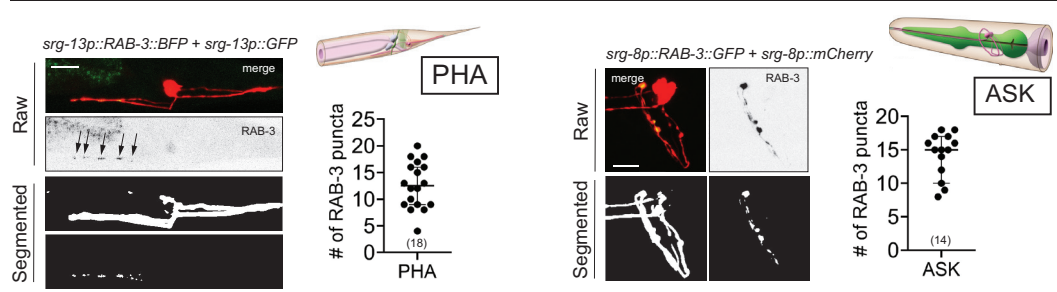 srg-13p::RAB-3::BFP + srg-13p::GFP
Raw
merge
RAB-3
Segmented
PHA
# of RAB-3 puncta
25
20
15
10
5
0
(18)
PHA
srg-8p::RAB-3::GFP + srg-8p::mCherry
Raw
merge
RAB-3
Segmented
ASK
# of RAB-3 puncta
20
15
10
5
0
(14)
ASK